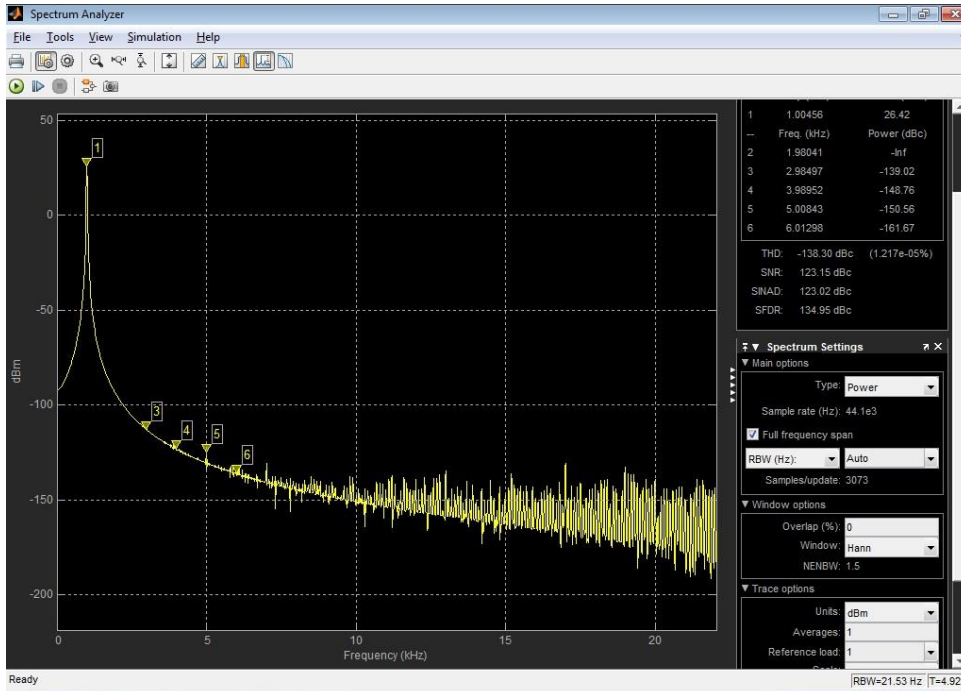 Spectrum Analyzer
File Tools View Simulation Help
50
0
-50
-100
-150
-200
dBm
1
3
4
5
6
0 5 10 15 20
Frequency (kHz)
1 1.00456 26.42
-- Freq. (kHz) Power (dBc)
2 1.98041 -Inf
3 2.98497 -139.02
4 3.98952 -148.76
5 5.00843 -150.56
6 6.01298 -161.67
THD: -138.30 dBc (1.217e-05%)
SNR: 123.15 dBc
SINAD: 123.02 dBc
SFDR: 134.95 dBc
Spectrum Settings
Main options
Type: Power
Sample rate (Hz): 44.1e3
Full frequency span
RBW (Hz): Auto
Samples/update: 3073
Window options
Overlap (%): 0
Window: Hann
NENBW: 1.5
Trace options
Units: dBm
Averages: 1
Reference load: 1
Ready
RBW=21.53 Hz T=4.92